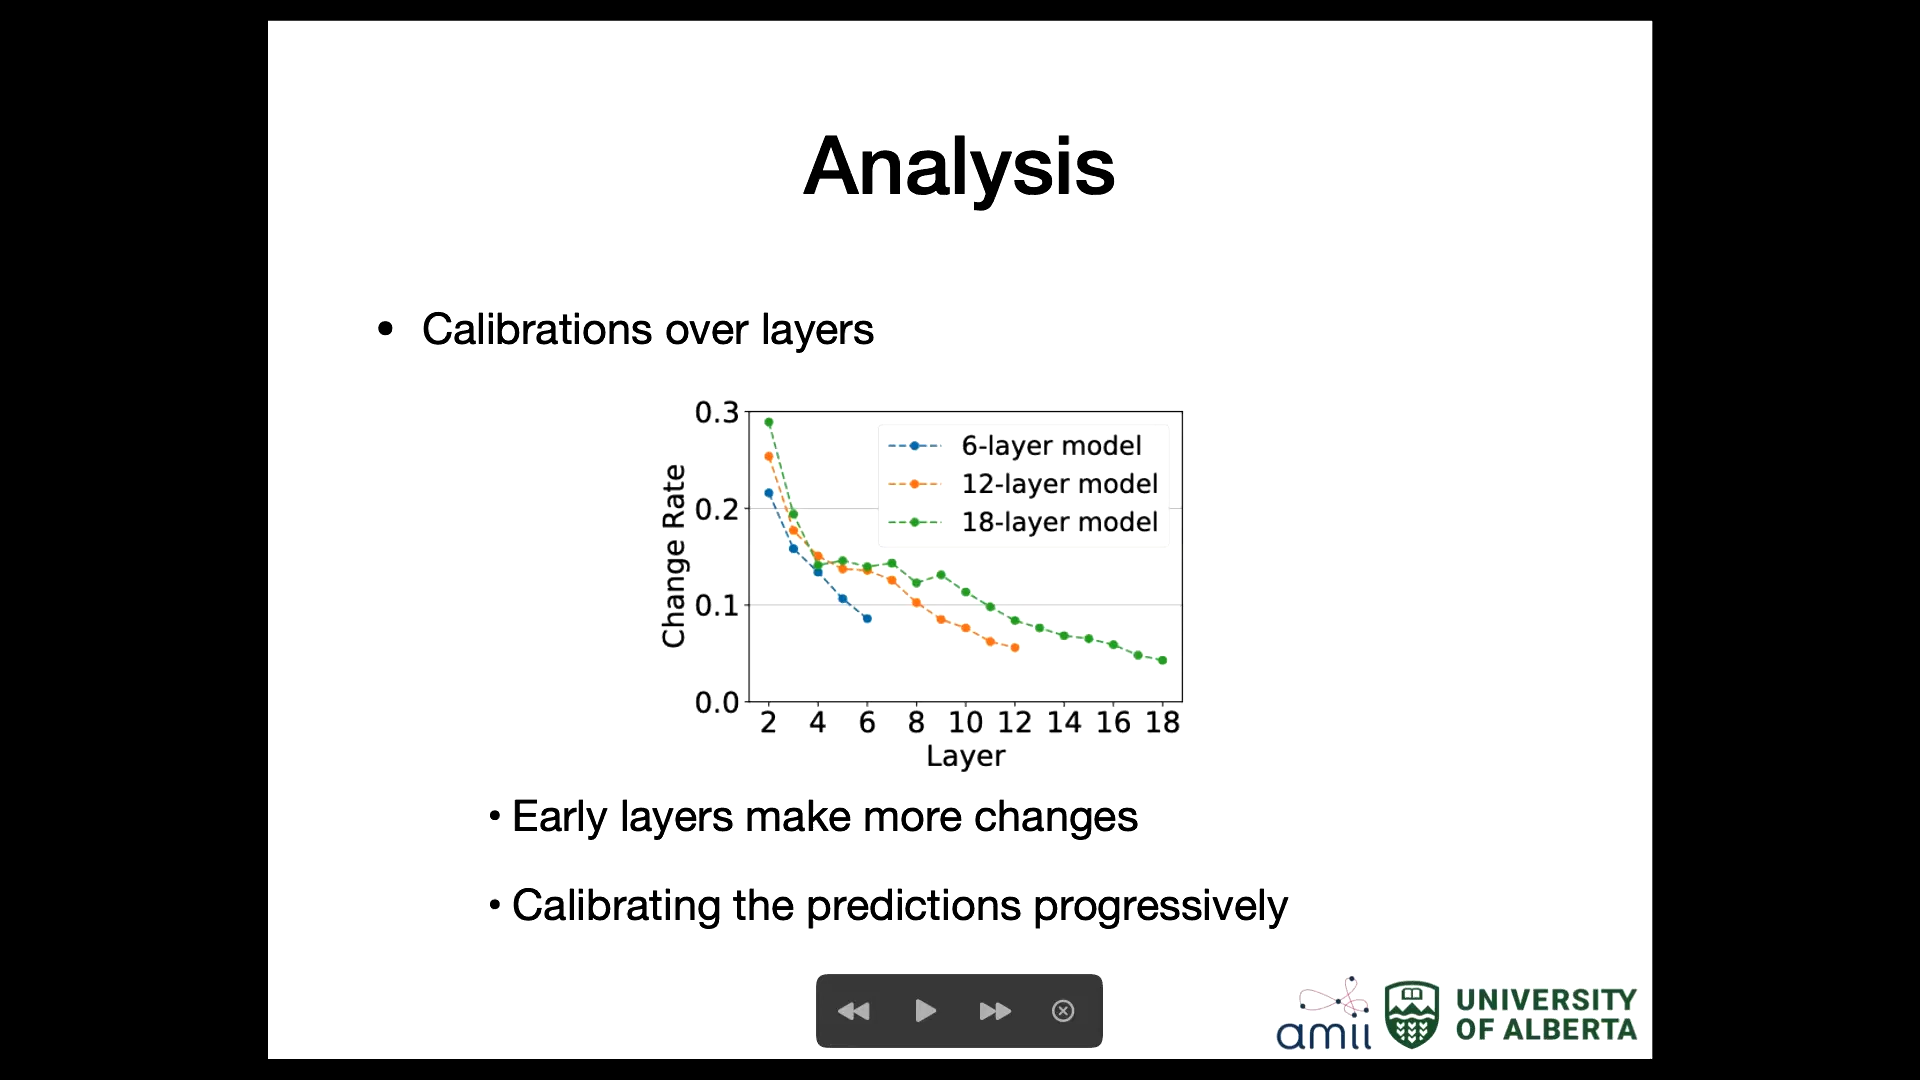 Analysis
• Calibrations over layers
0.3
0.2
0.1
0.0
Change Rate
6-layer model
12-layer model
18-layer model
2 4 6 8 10 12 14 16 18
Layer
• Early layers make more changes
• Calibrating the predictions progressively
amii
UNIVERSITY
OF ALBERTA